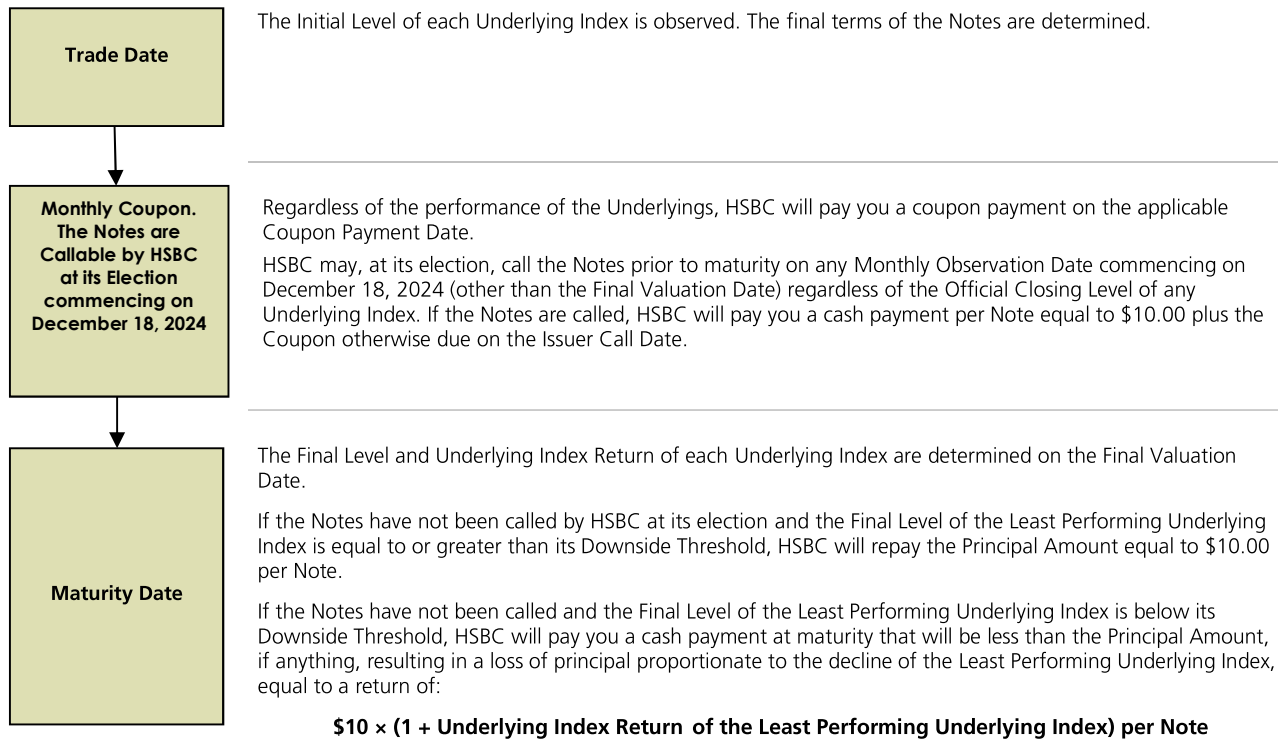 Trade Date
The Initial Level of each Underlying Index is observed. The final terms of the Notes are determined.
Monthly Coupon.
The Notes are
Callable by HSBC
at its Election
commencing on
December 18, 2024
Regardless of the performance of the Underlyings, HSBC will pay you a coupon payment on the applicable
Coupon Payment Date.
HSBC may, at its election, call the Notes prior to maturity on any Monthly Observation Date commencing on
December 18, 2024 (other than the Final Valuation Date) regardless of the Official Closing Level of any
Underlying Index. If the Notes are called, HSBC will pay you a cash payment per Note equal to $10.00 plus the
Coupon otherwise due on the Issuer Call Date.
Maturity Date
The Final Level and Underlying Index Return of each Underlying Index are determined on the Final Valuation
Date.
If the Notes have not been called by HSBC at its election and the Final Level of the Least Performing Underlying
Index is equal to or greater than its Downside Threshold, HSBC will repay the Principal Amount equal to $10.00
per Note.
If the Notes have not been called and the Final Level of the Least Performing Underlying Index is below its
Downside Threshold, HSBC will pay you a cash payment at maturity that will be less than the Principal Amount,
if anything, resulting in a loss of principal proportionate to the decline of the Least Performing Underlying Index,
equal to a return of:
$10 × (1 + Underlying Index Return of the Least Performing Underlying Index) per Note